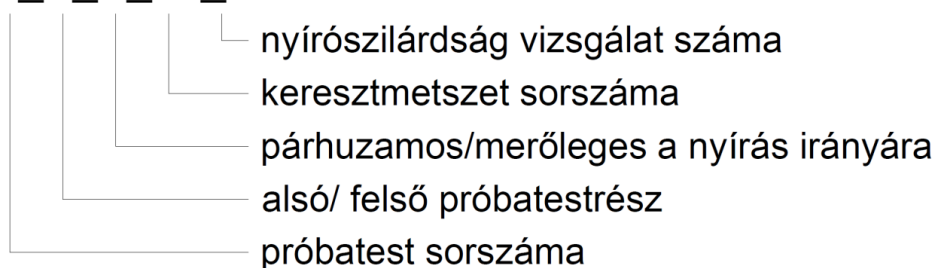 nyírószilárdság vizsgálat száma
keresztmetszet sorszáma
párhuzamos/merőleges a nyírás irányára
alsó/ felső próbatestrész
próbatest sorszáma